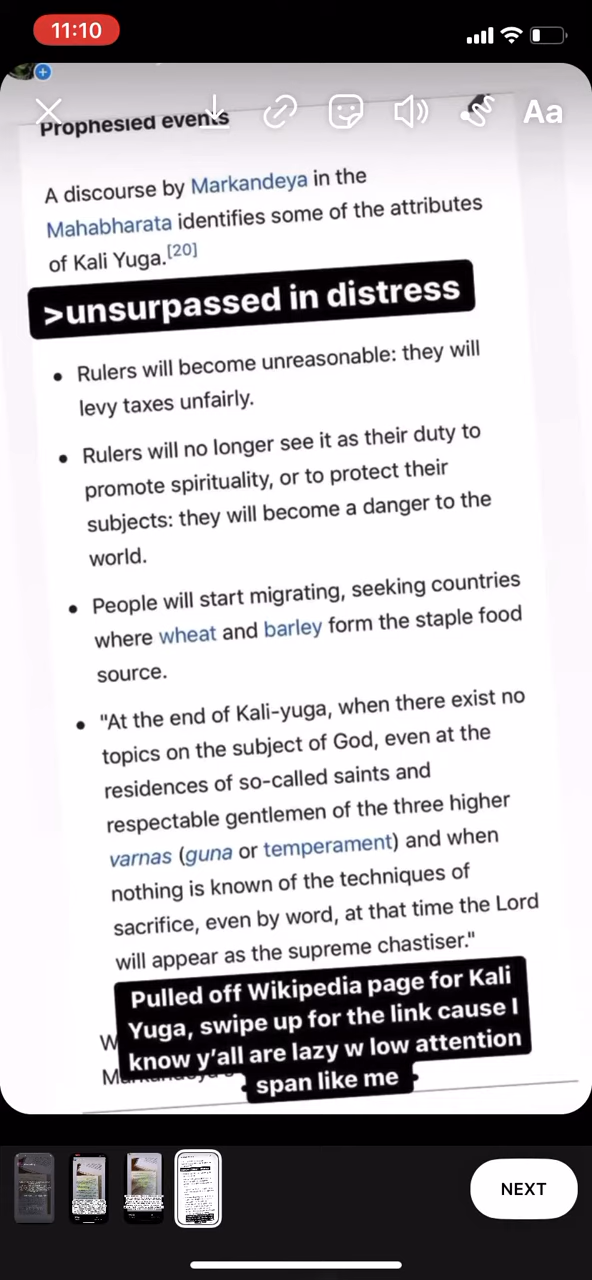 11:10
Aa
Prophesied events
A discourse by Markandeya in the
Mahabharata identifies some of the attributes
of Kali Yuga.[20]
>unsurpassed in distress
• Rulers will become unreasonable: they will
levy taxes unfairly.
• Rulers will no longer see it as their duty to
promote spirituality, or to protect their
subjects: they will become a danger to the
world.
• People will start migrating, seeking countries
where wheat and barley form the staple food
source.
• "At the end of Kali-yuga, when there exist no
topics on the subject of God, even at the
residences of so-called saints and
respectable gentlemen of the three higher
varnas (guna or temperament) and when
nothing is known of the techniques of
sacrifice, even by word, at that time the Lord
will appear as the supreme chastiser."
Pulled off Wikipedia page for Kali
Yuga, swipe up for the link cause I
know y'all are lazy w low attention
span like me
NEXT